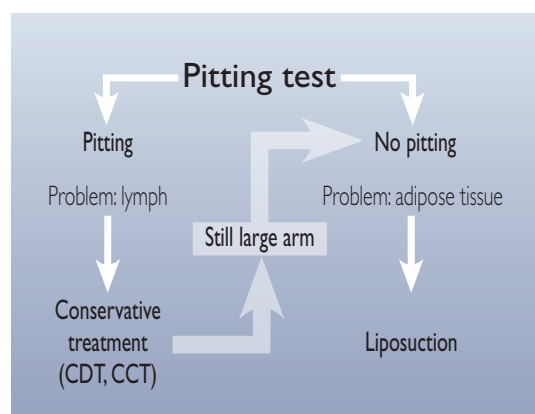 Pitting test
Pitting
No pitting
Problem: lymph
Problem: adipose tissue
Still large arm
Conservative
treatment
(CDT, CCT)
Liposuction